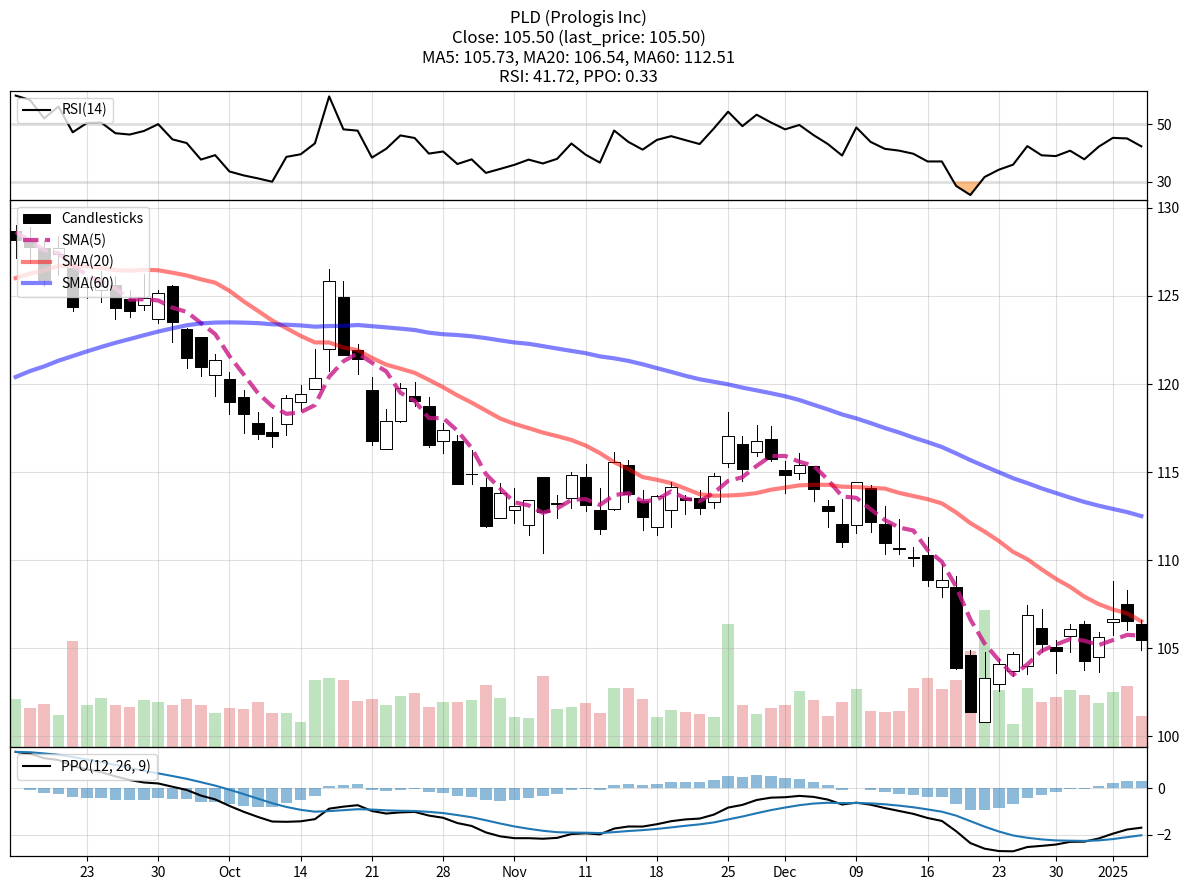 PLD (Prologis Inc)
Close: 105.50 (last_price: 105.50)
MA5: 105.73, MA20: 106.54, MA60: 112.51
RSI: 41.72, PPO: 0.33
RSI(14)
50
30
Candlesticks
SMA(5)
SMA(20)
SMA(60)
130
125
120
115
110
105
100
PPO(12, 26, 9)
0
−2
23 30 Oct 14 21 28 Nov 11 18 25 Dec 09 16 23 30 2025